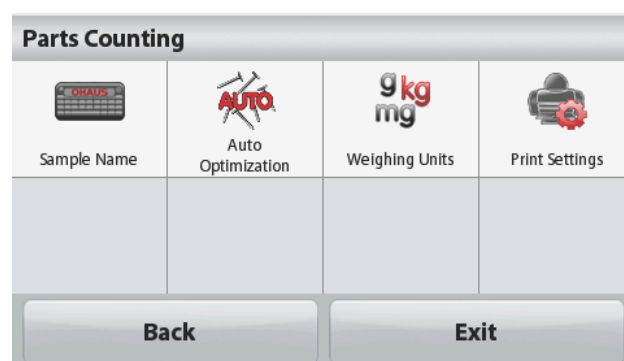 Parts Counting
OHAUS
Sample Name
AUTO
Auto
Optimization
g kg
mg
Weighing Units
Print Settings
Back
Exit